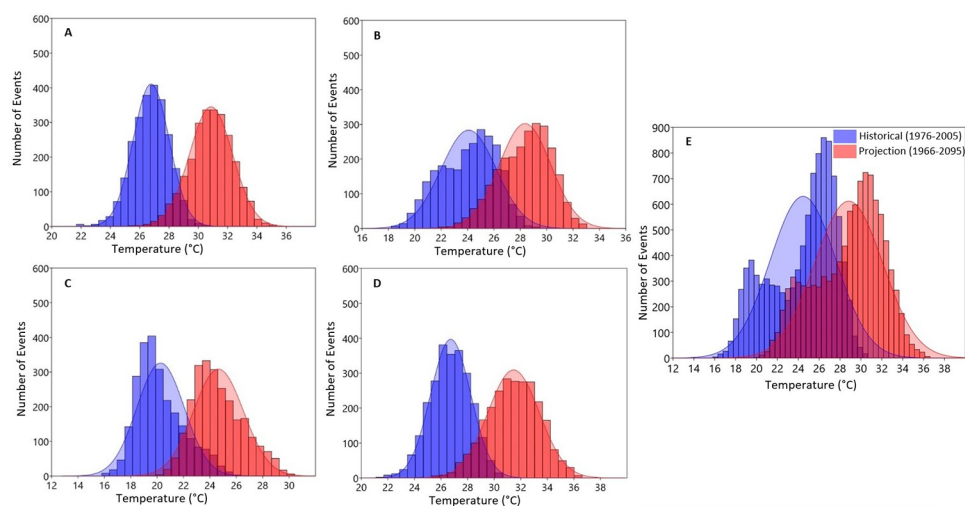 A
Number of Events
600
500
400
300
200
100
0
20 22 24 26 28 30 32 34 36
Temperature (°C)
B
Number of Events
600
500
400
300
200
100
0
16 18 20 22 24 26 28 30 32 34 36
Temperature (°C)
C
Number of Events
600
500
400
300
200
100
0
12 14 16 18 20 22 24 26 28 30
Temperature (°C)
D
Number of Events
600
500
400
300
200
100
0
20 22 24 26 28 30 32 34 36 38
Temperature (°C)
E
Historical (1976-2005)
Projection (1966-2095)
Number of Events
900
800
700
600
500
400
300
200
100
0
12 14 16 18 20 22 24 26 28 30 32 34 36 38
Temperature (°C)